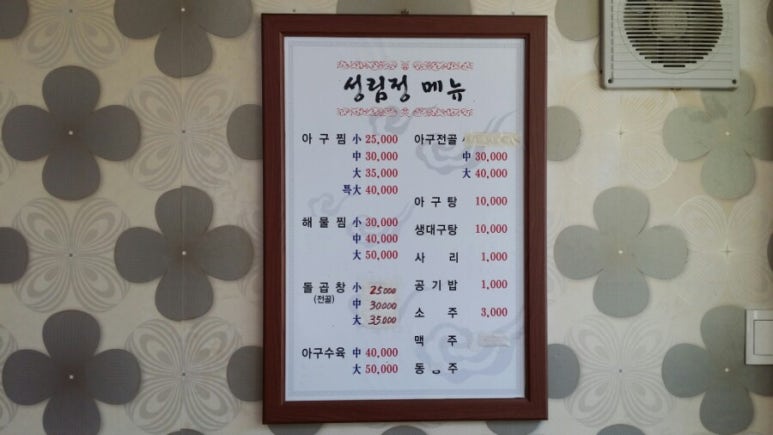 성림정 메뉴
아구찜 小 25,000
中 30,000
大 35,000
특大 40,000
해물찜 小 30,000
中 40,000
大 50,000
돌곱창 小 25000
(전골) 中 30000
大 35000
아구수육 中 40,000
大 50,000
아구전골
中 30,000
大 40,000
아구탕 10,000
생대구탕 10,000
사리 1,000
공기밥 1,000
소주 3,000
맥주
동동주